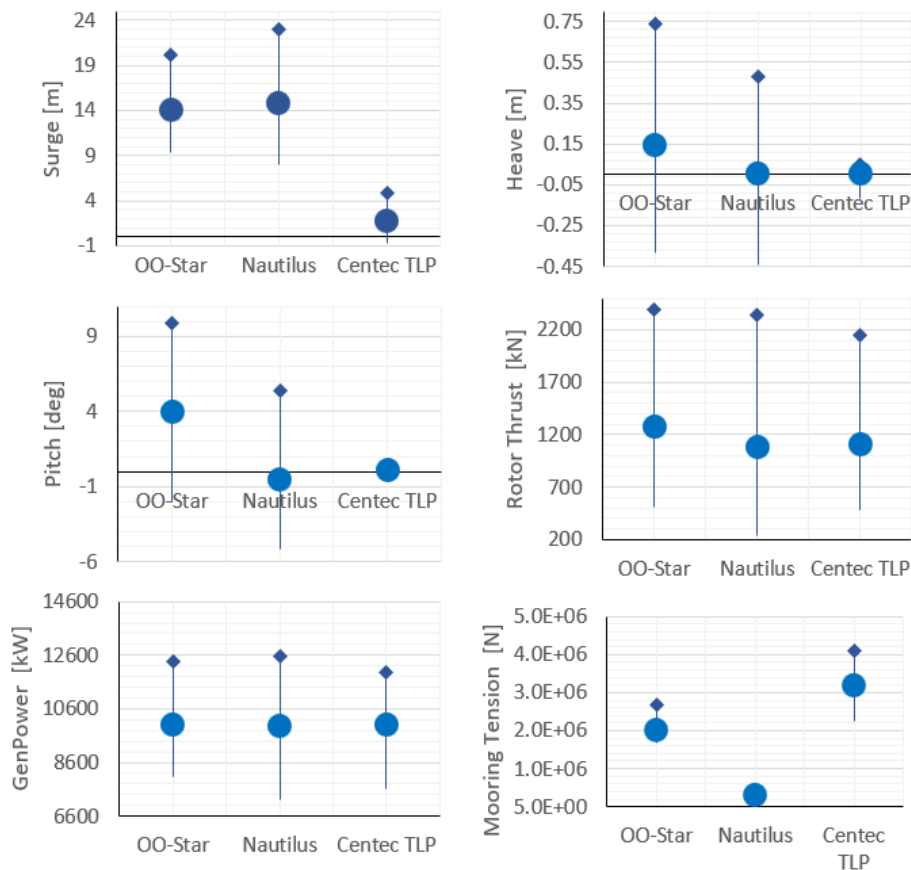 Surge [m]
24
19
14
9
4
-1
OO-Star Nautilus Centec TLP
Heave [m]
0.75
0.55
0.35
0.15
-0.05
-0.25
-0.45
OO-Star Nautilus Centec TLP
Pitch [deg]
9
4
-1
-6
OO-Star Nautilus Centec TLP
Rotor Thrust [kN]
2200
1700
1200
700
200
OO-Star Nautilus Centec TLP
GenPower [kW]
14600
12600
10600
8600
6600
OO-Star Nautilus Centec TLP
Mooring Tension [N]
5.0E+06
4.0E+06
3.0E+06
2.0E+06
1.0E+06
5.0E+00
OO-Star Nautilus Centec
TLP